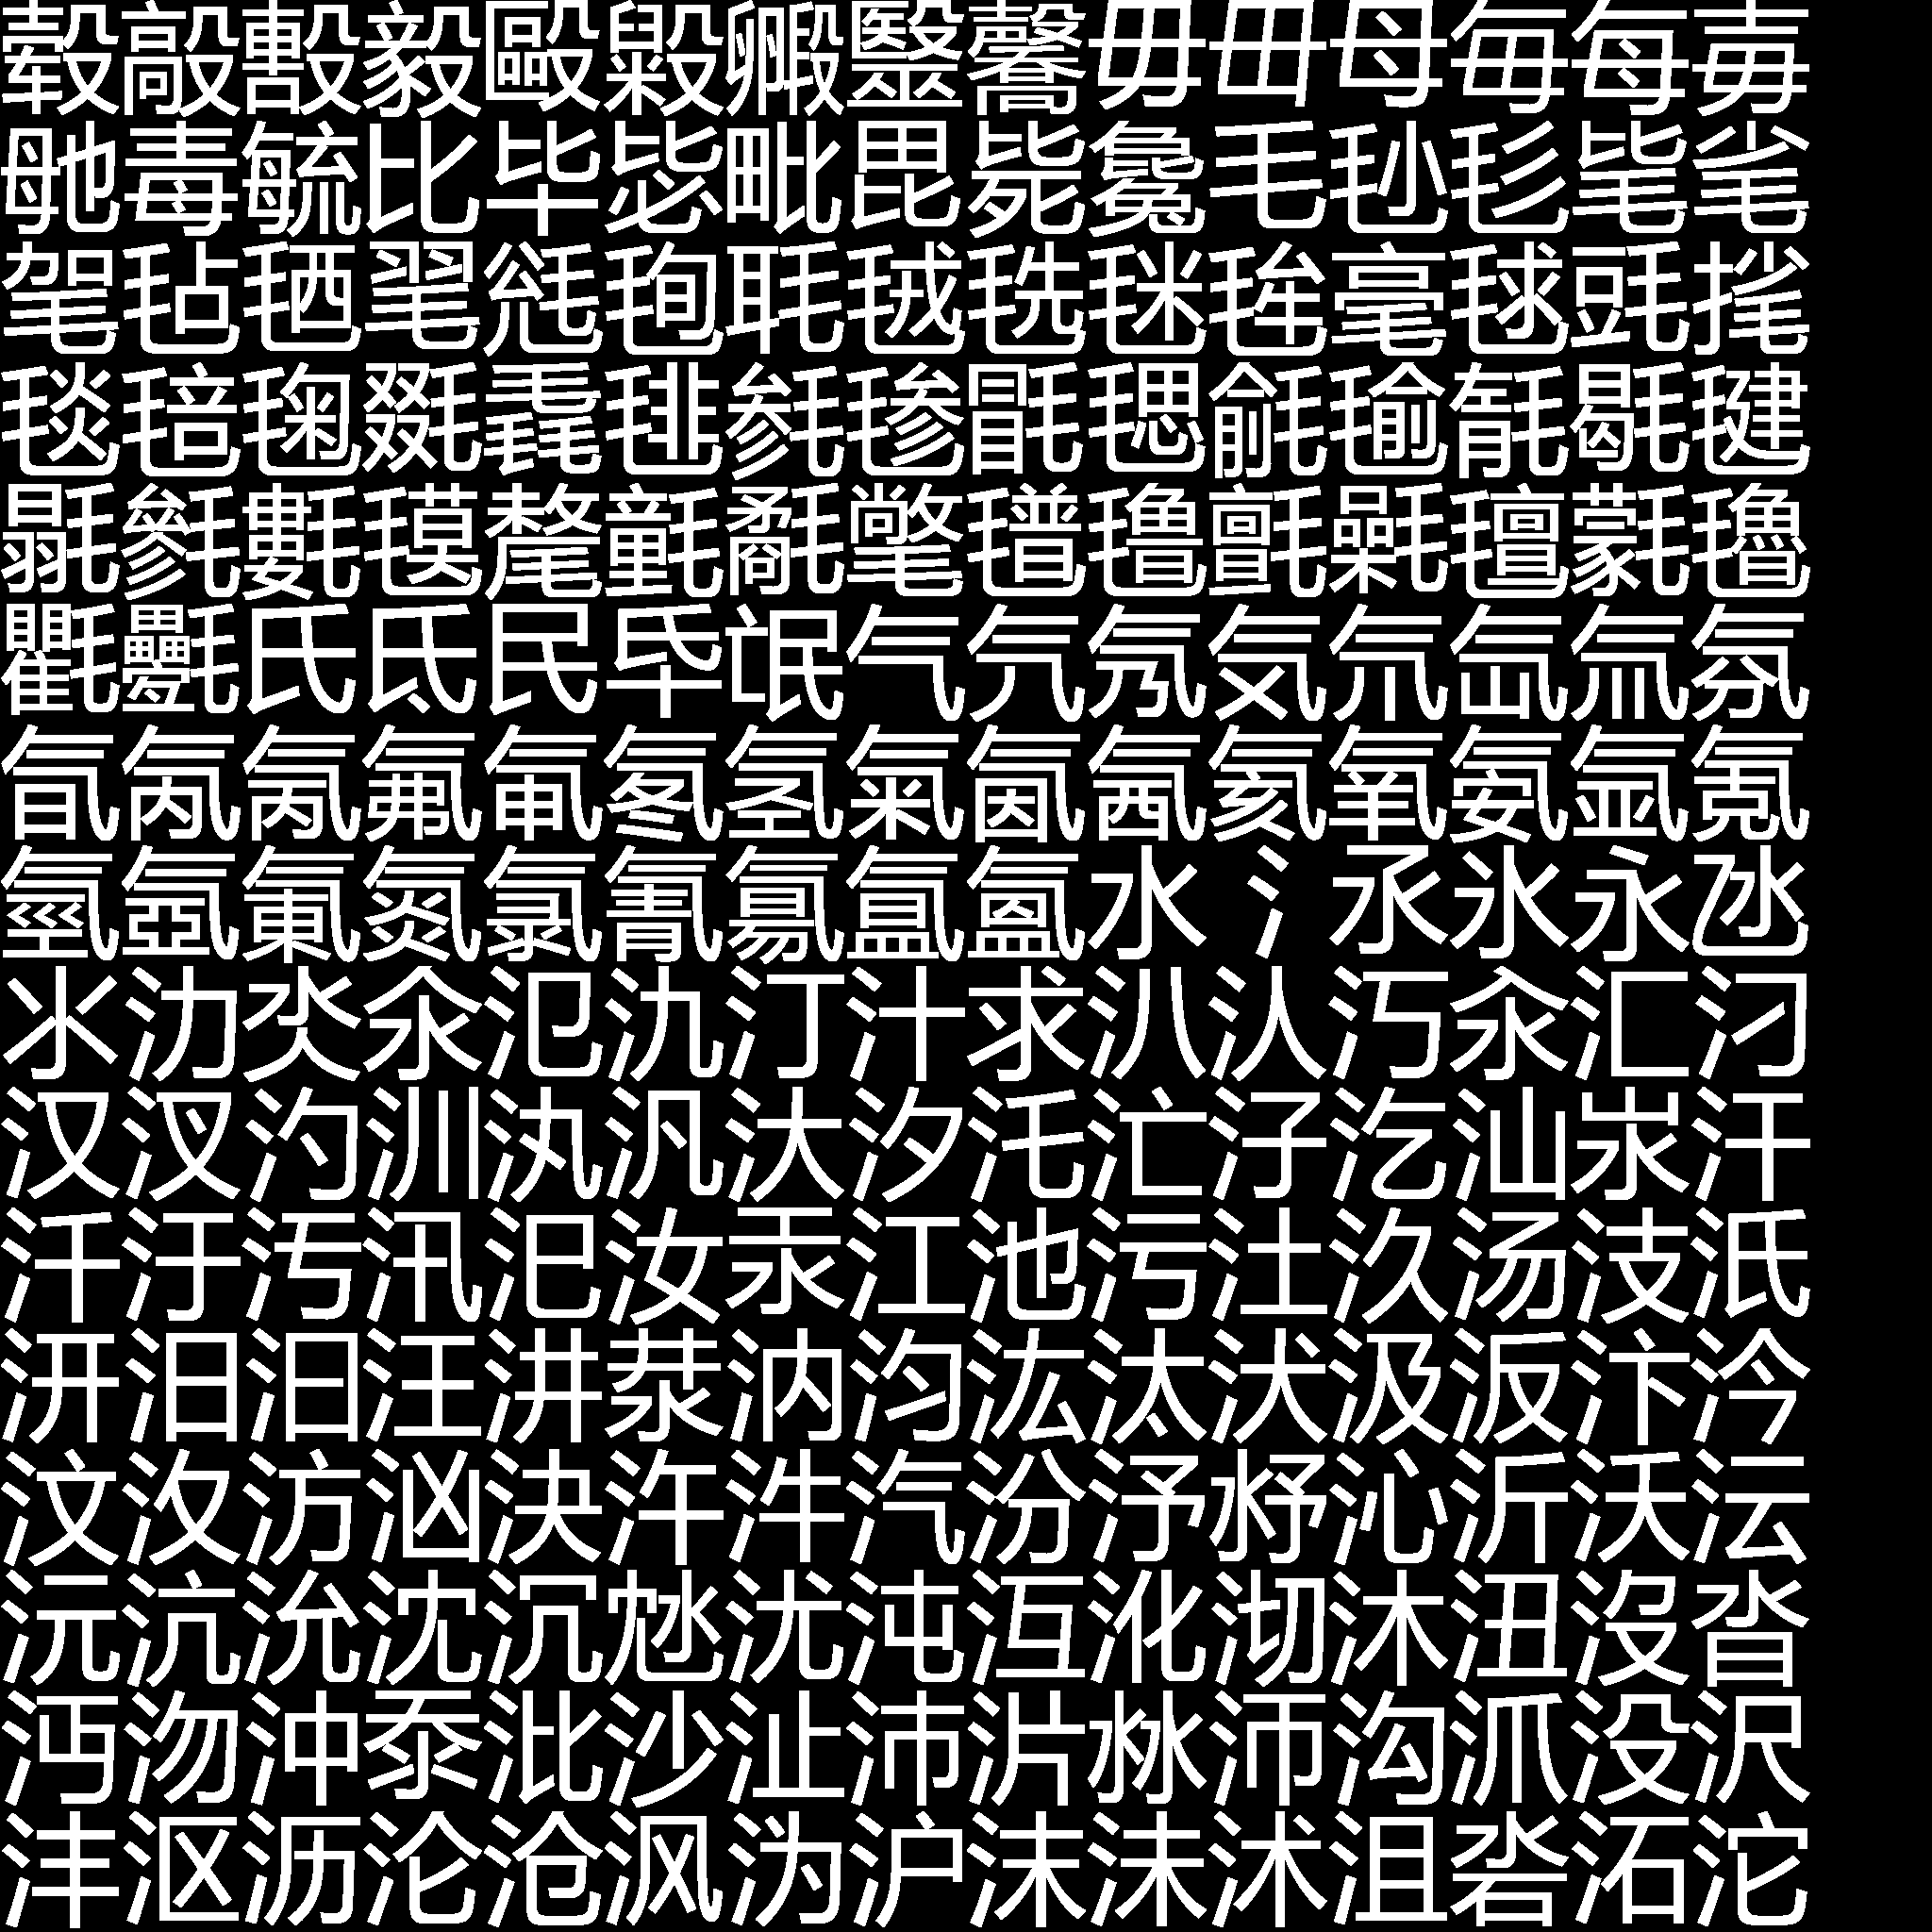 毂毃毄毅毆毇毈毉毊毋毌母毎每毐
毑毒毓比毕毖毗毘毙毚毛毜毝毞毟
毠毡毢毣毤毥毦毧毨毩毪毫毬毭毮
毯毰毱毲毳毴毵毶毷毸毹毺毻毼毽
毾毿氀氁氂氃氄氅氆氇氈氉氊氋氌
氍氎氏氐民氒氓气氕氖気氘氙氚氛
氜氝氞氟氠氡氢氣氤氥氦氧氨氩氪
氫氬氭氮氯氰氱氲氳水氵氶氷永氹
氺氻氼氽氾氿汀汁求汃汄汅汆汇汈
汉汊汋汌汍汎汏汐汑汒汓汔汕汖汗
汘汙汚汛汜汝汞江池污汢汣汤汥汦
汧汨汩汪汫汬汭汮汯汰汱汲汳汴汵
汶汷汸汹決汻汼汽汾汿沀沁沂沃沄
沅沆沇沈沉沊沋沌沍沎沏沐沑沒沓
沔沕沖沗沘沙沚沛沜沝沞沟沠没沢
沣沤沥沦沧沨沩沪沫沬沭沮沯沰沱